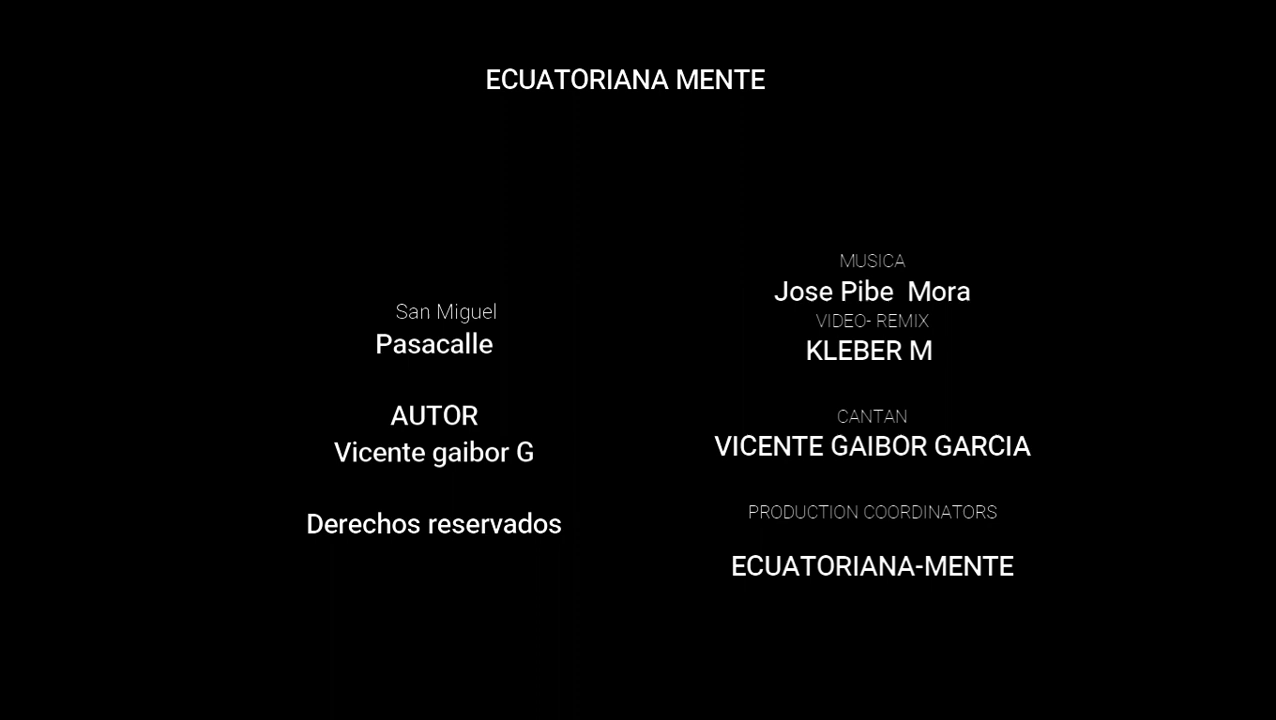 ECUATORIANA MENTE
San Miguel
Pasacalle
AUTOR
Vicente gaibor G
Derechos reservados
MUSICA
Jose Pibe  Mora
VIDEO- REMIX
KLEBER M
CANTAN
VICENTE GAIBOR GARCIA
PRODUCTION COORDINATORS
ECUATORIANA-MENTE